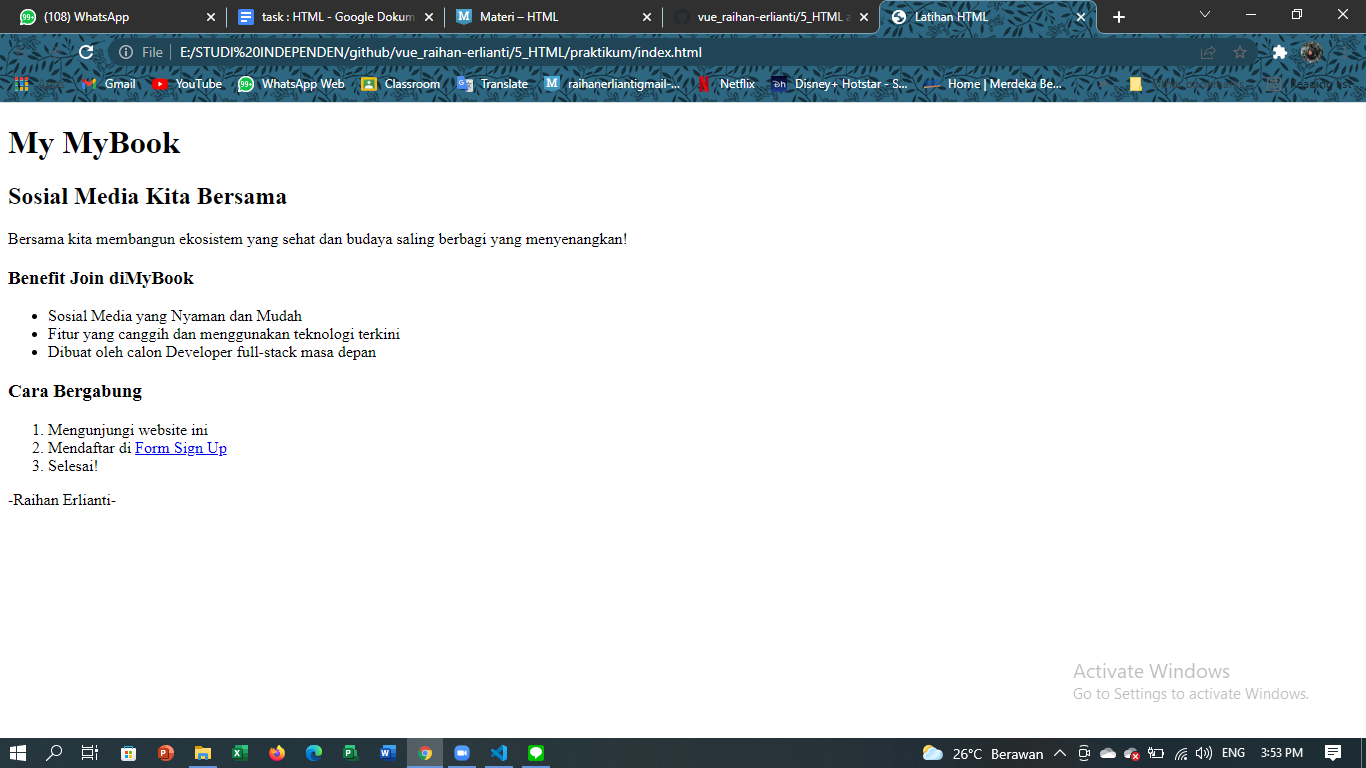 (108) WhatsApp
task : HTML - Google Dokum
Materi – HTML
vue_raihan-erlianti/5_HTML a
Latihan HTML
File
E:/STUDI%20INDEPENDEN/github/vue_raihan-erlianti/5_HTML/praktikum/index.html
Gmail
YouTube
99+
WhatsApp Web
Classroom
Translate
raihanerliantigmail-...
Netflix
Disney+ Hotstar - S...
Home | Merdeka Be...
My MyBook
Sosial Media Kita Bersama
Bersama kita membangun ekosistem yang sehat dan budaya saling berbagi yang menyenangkan!
Benefit Join diMyBook
• Sosial Media yang Nyaman dan Mudah
• Fitur yang canggih dan menggunakan teknologi terkini
• Dibuat oleh calon Developer full-stack masa depan
Cara Bergabung
1. Mengunjungi website ini
2. Mendaftar di Form Sign Up
3. Selesai!
-Raihan Erlianti-
Activate Windows
Go to Settings to activate Windows.
26°C Berawan
ENG
3:53 PM